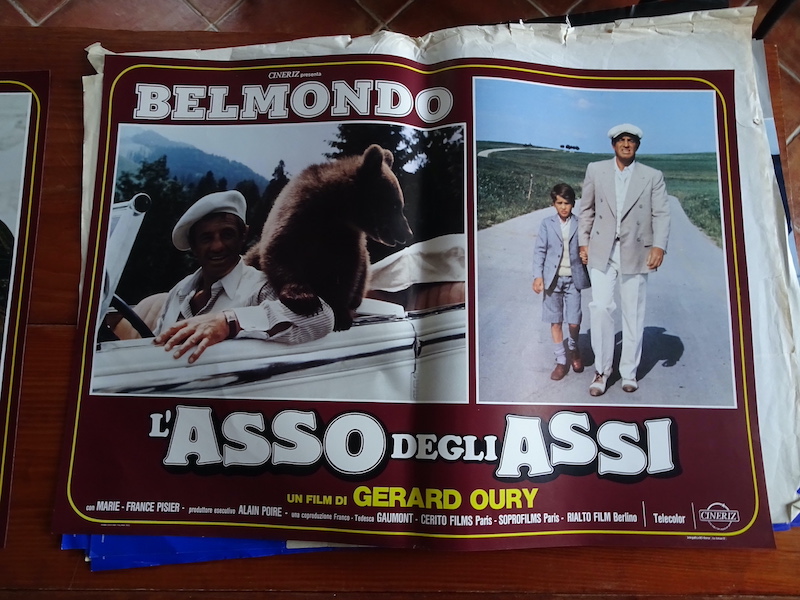 CINERIZ presenta
BELMONDO
L'ASSO DEGLI ASSI
UN FILM DI GERARD OURY
con MARIE - FRANCE PISIER - produttore esecutivo ALAIN POIRE - una coproduzione Franco - Tedesca GAUMONT - CERITO FILMS Paris - SOPROFILMS Paris - RIALTO FILM Berlino
Telecolor
CINERIZ